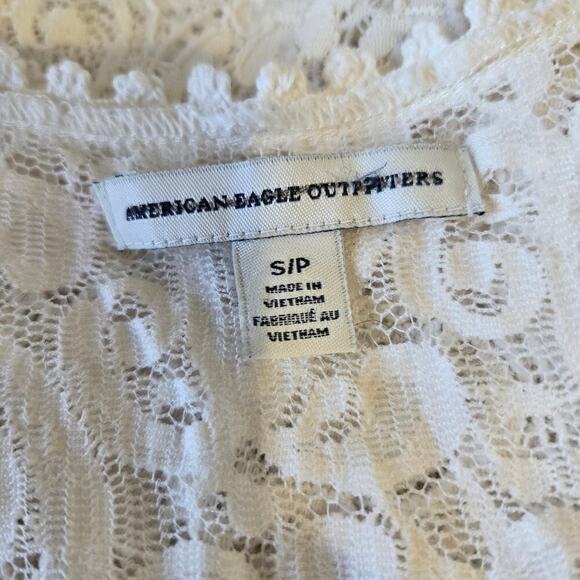 AMERICAN EAGLE OUTFITTERS
S/P
MADE IN
VIETNAM
FABRIQUÉ AU
VIETNAM